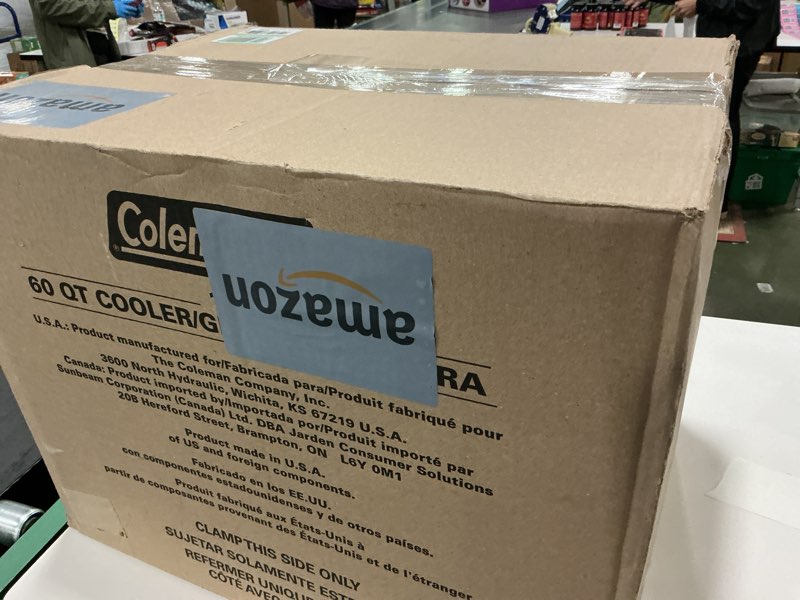 amazon
Colem
amazon
60 QT COOLER/G
RA
U.S.A.: Product manufactured for/Fabricada para/Produit fabriqué pour
The Coleman Company, Inc.
3600 North Hydraulic, Wichita, KS 67219 U.S.A.
Canada: Product imported by/Importada por/Produit importé par
Sunbeam Corporation (Canada) Ltd. DBA Jarden Consumer Solutions
20B Hereford Street, Brampton, ON L6Y 0M1
Product made in U.S.A.
of US and foreign components.
Fabricado en los EE.UU.
con componentes estadounidenses y de otros países.
Produit fabriqué aux États-Unis à
partir de composantes provenant des États-Unis et de l'étranger
CLAMP THIS SIDE ONLY
SUJETAR SOLAMENTE EST
REFERMER UNIQUE
CÔTÉ AVEC